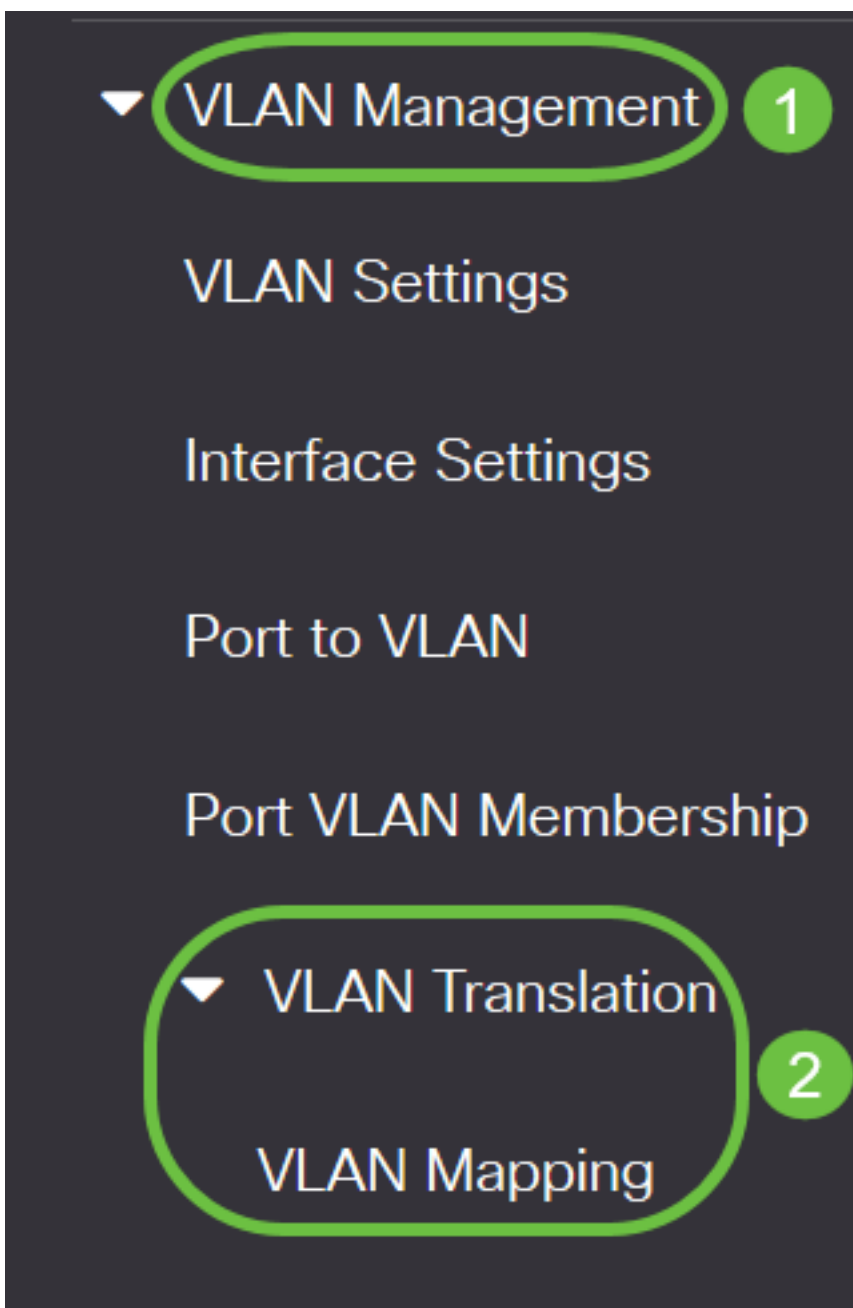 VLAN Management 1
VLAN Settings
Interface Settings
Port to VLAN
Port VLAN Membership
VLAN Translation
2
VLAN Mapping